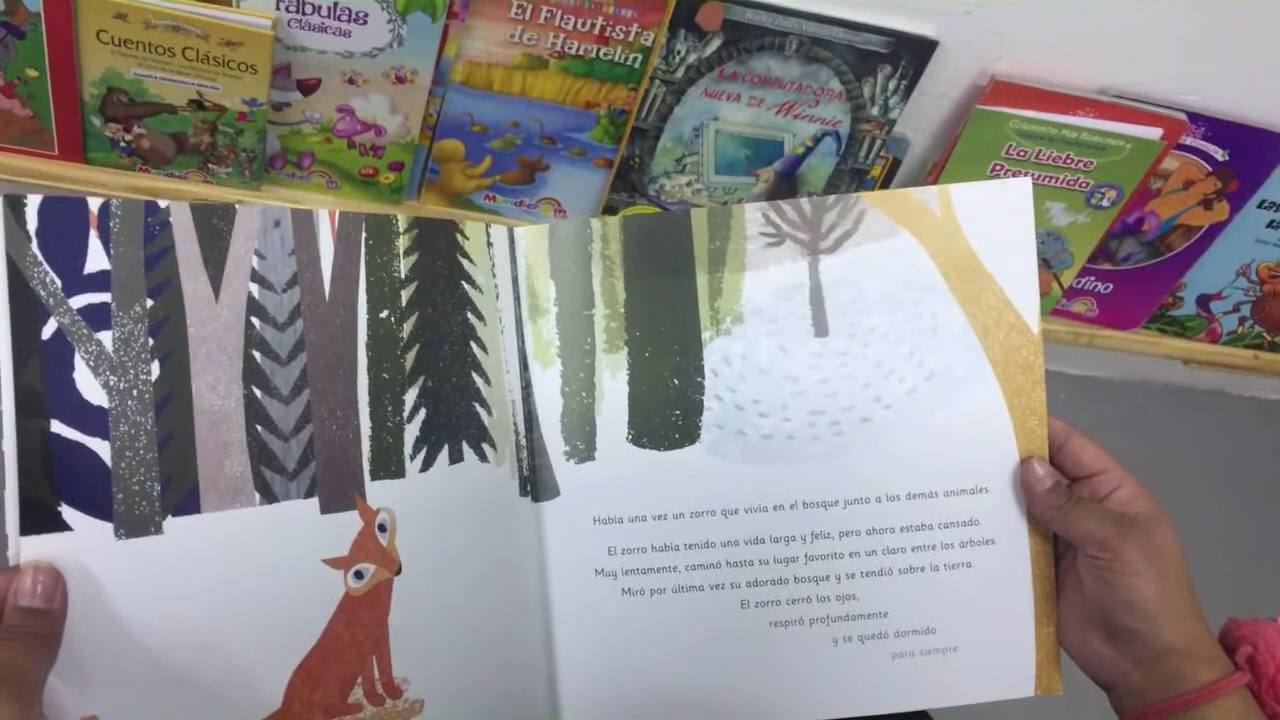 Cuentos Clásicos
Fábulas
Clásicas
El Flautista
de Hamelín
Mundicrom
LA COMPUTADORA
NUEVA DE Winnie
La Liebre
Presumida
Había una vez un zorro que vivía en el bosque junto a los demás animales.
El zorro había tenido una vida larga y feliz, pero ahora estaba cansado.
Muy lentamente, caminó hasta su lugar favorito en un claro entre los árboles.
Miró por última vez su adorado bosque y se tendió sobre la tierra.
El zorro cerró los ojos,
respiró profundamente
y se quedó dormido
para siempre